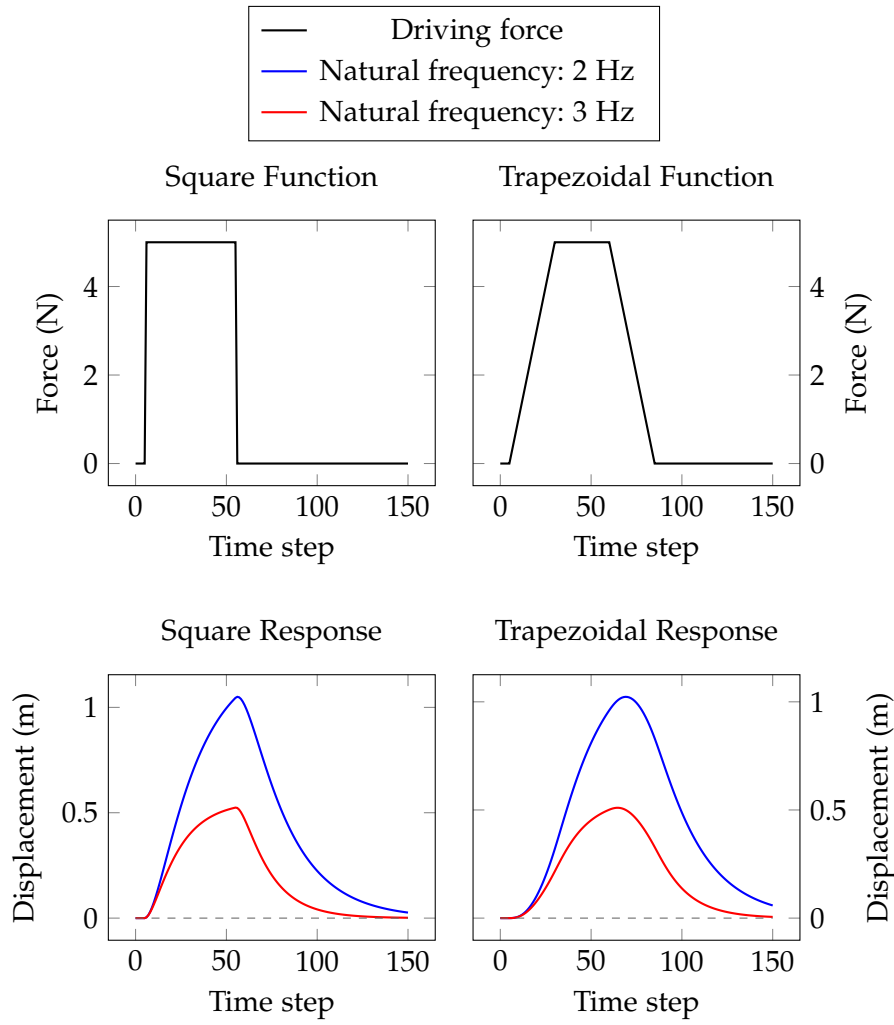 Driving force
Natural frequency: 2 Hz
Natural frequency: 3 Hz
Square Function
Trapezoidal Function
Force (N)
4
2
0
0 50 100 150
Time step
4
2
0
Force (N)
0 50 100 150
Time step
Square Response
Trapezoidal Response
Displacement (m)
1
0.5
0
0 50 100 150
Time step
1
0.5
0
Displacement (m)
0 50 100 150
Time step